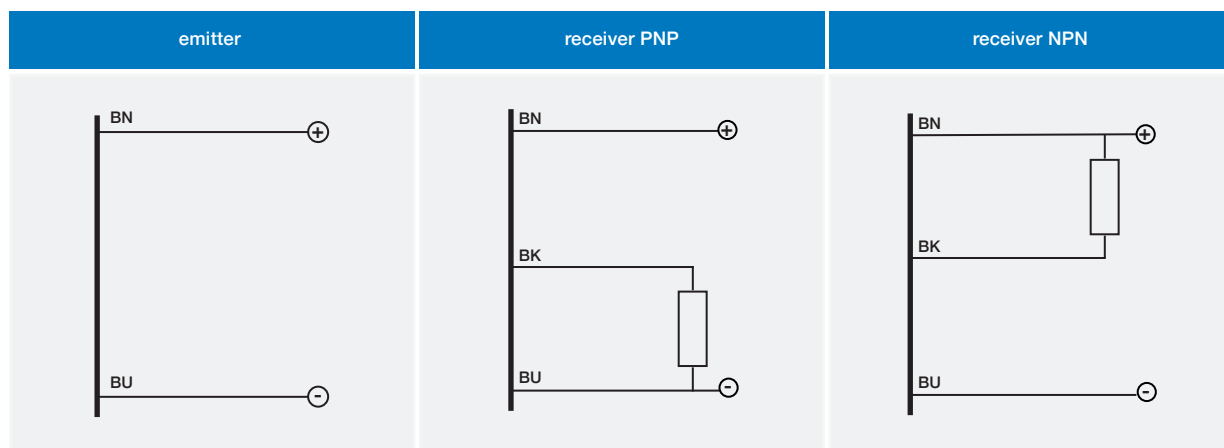 emitter
receiver PNP
receiver NPN
BN
+
BU
-
BN
+
BK
BU
-
BN
+
BK
BU
-